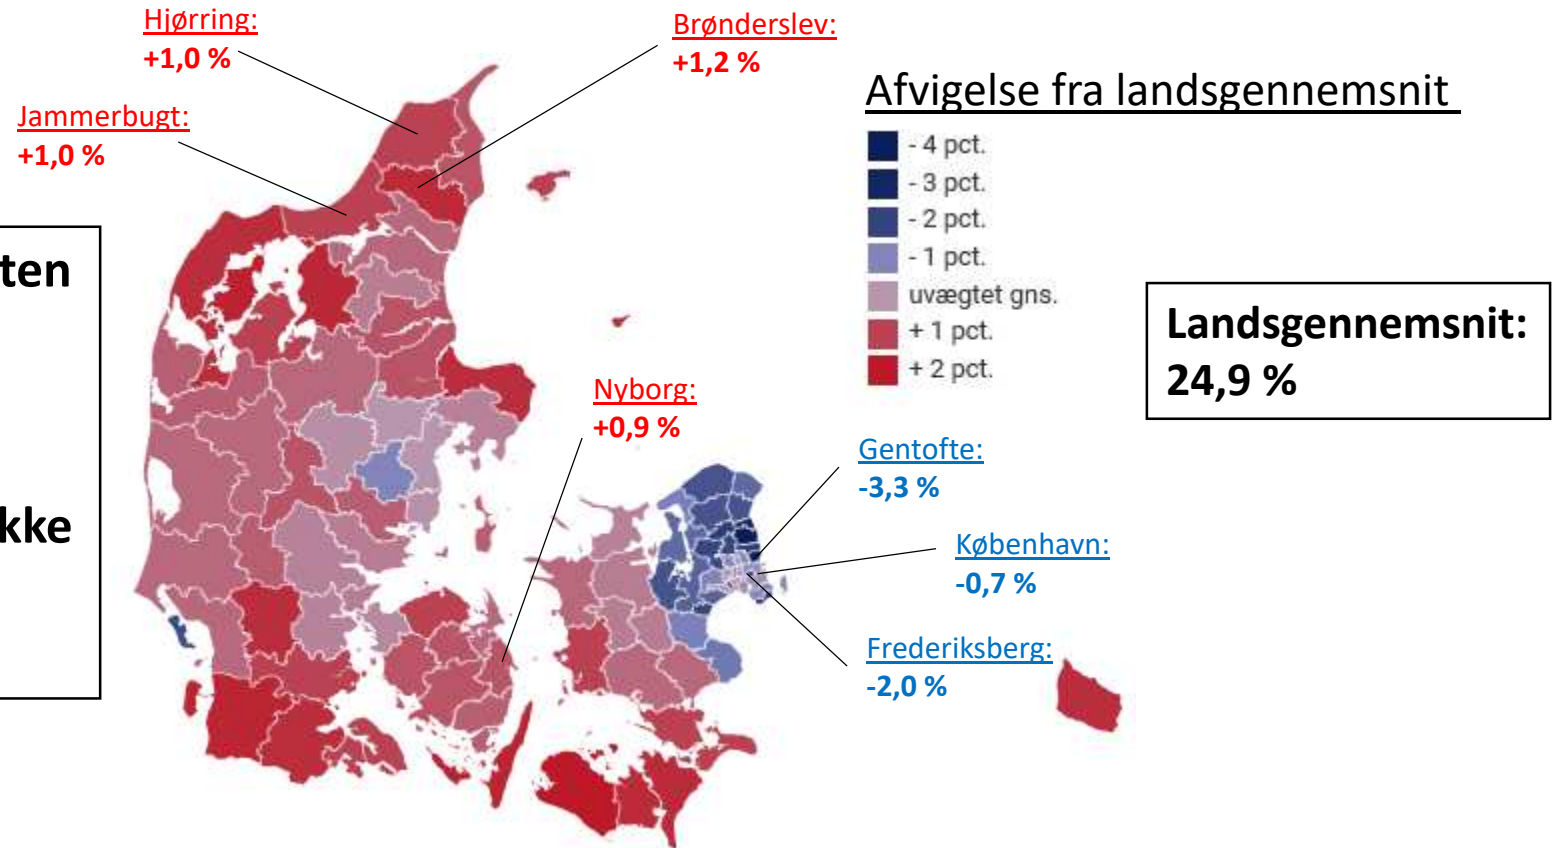 Hjørring:
+1,0 %
Brønderslev:
+1,2 %
Jammerbugt:
+1,0 %
Afvigelse fra landsgennemsnit
- 4 pct.
- 3 pct.
- 2 pct.
- 1 pct.
uvægtet gns.
+ 1 pct.
+ 2 pct.
ten
kke
Landsgennemsnit:
24,9 %
Nyborg:
+0,9 %
Gentofte:
-3,3 %
København:
-0,7 %
Frederiksberg:
-2,0 %